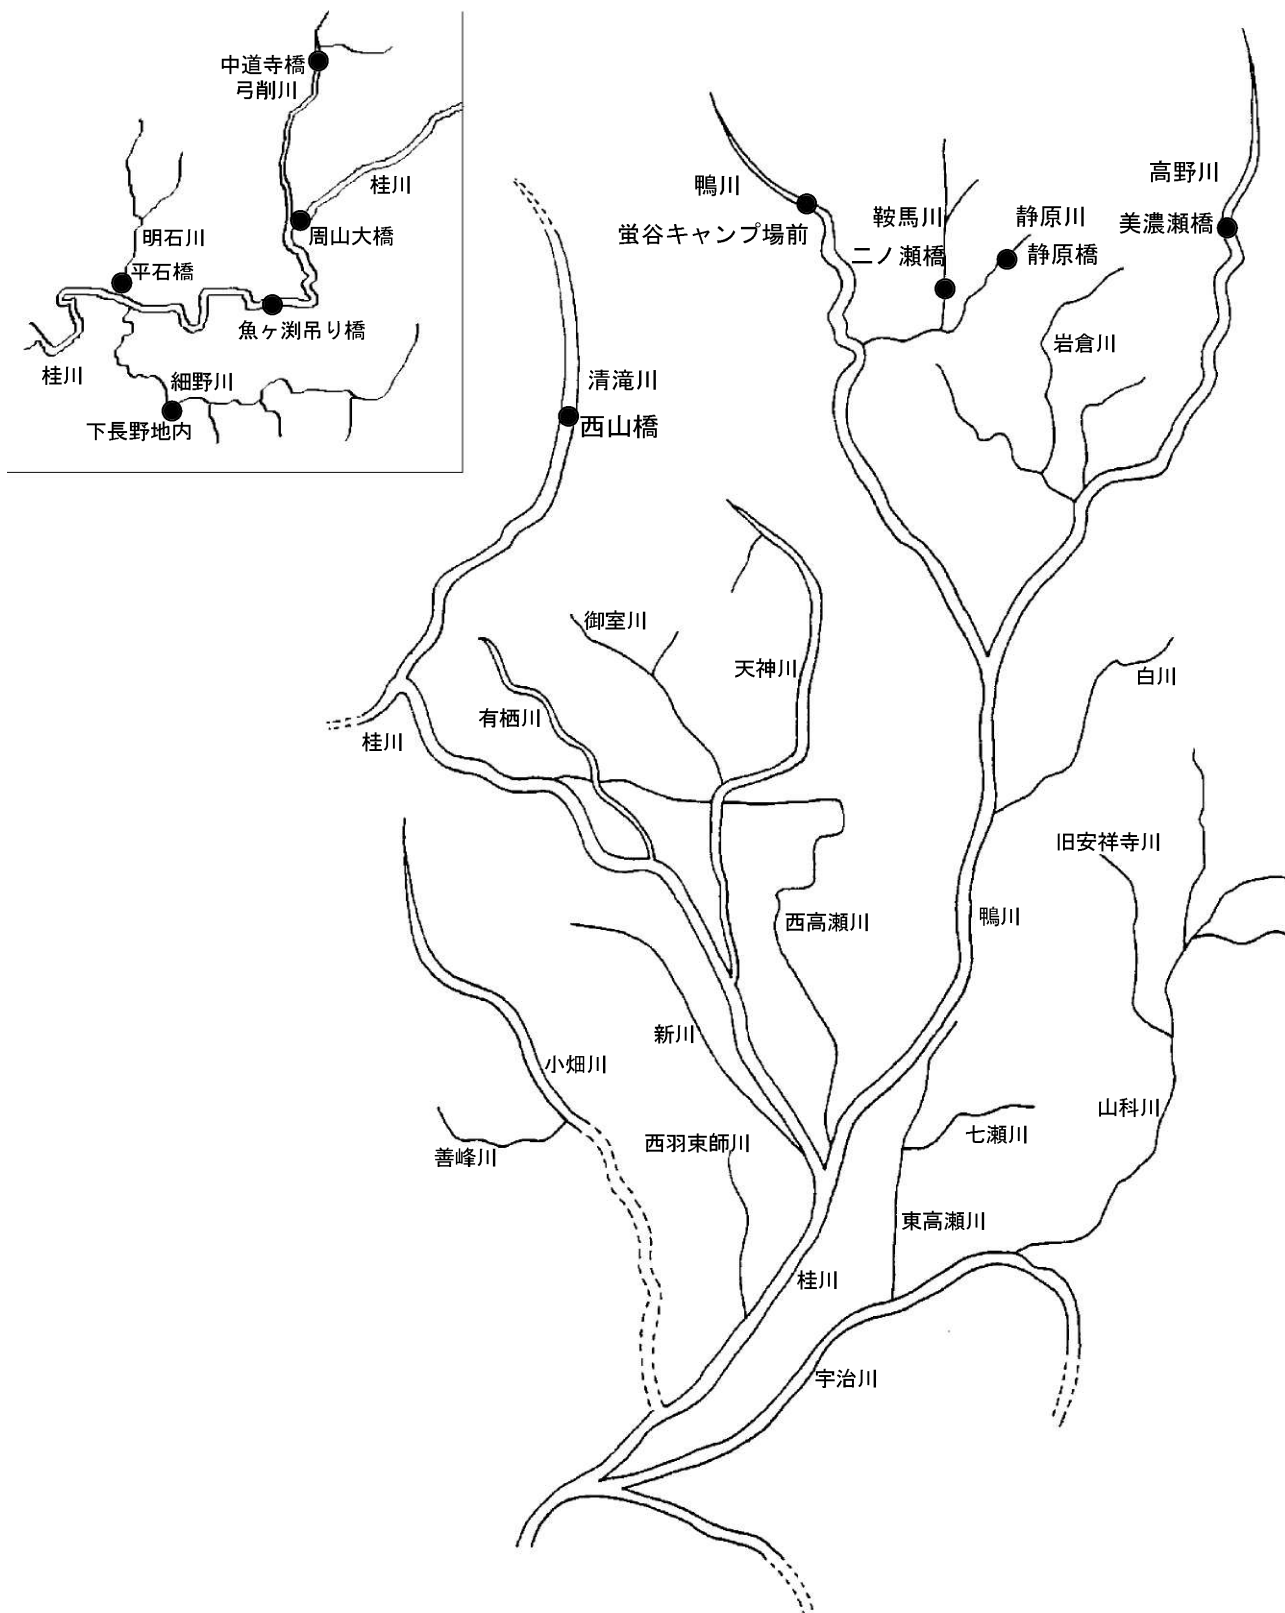 中道寺橋
弓削川
桂川
周山大橋
明石川
平石橋
魚ヶ渕吊り橋
桂川
細野川
下長野地内
鴨川
蛍谷キャンプ場前
鞍馬川
二ノ瀬橋
静原川
静原橋
高野川
美濃瀬橋
岩倉川
清滝川
西山橋
御室川
天神川
白川
有栖川
桂川
旧安祥寺川
西高瀬川
鴨川
新川
小畑川
山科川
七瀬川
西羽束師川
善峰川
東高瀬川
桂川
宇治川